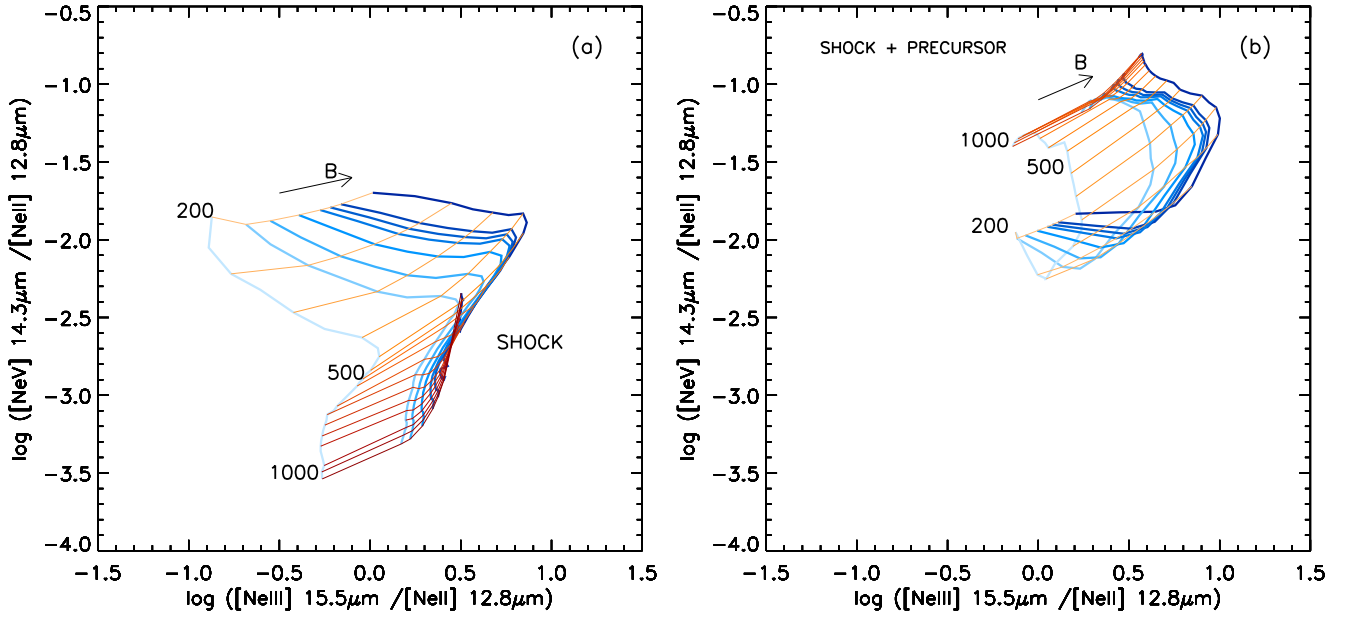 (a)
B
200
500
SHOCK
1000
-0.5
-1.0
-1.5
-2.0
-2.5
-3.0
-3.5
-4.0
log ([NeV] 14.3μm /[NeII] 12.8μm)
-1.5 -1.0 -0.5 0.0 0.5 1.0 1.5
log ([NeIII] 15.5μm /[NeII] 12.8μm)
SHOCK + PRECURSOR
(b)
B
1000
500
200
-0.5
-1.0
-1.5
-2.0
-2.5
-3.0
-3.5
-4.0
log ([NeV] 14.3μm /[NeII] 12.8μm)
-1.5 -1.0 -0.5 0.0 0.5 1.0 1.5
log ([NeIII] 15.5μm /[NeII] 12.8μm)